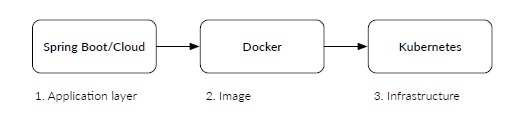 Spring Boot/Cloud
Docker
Kubernetes
1. Application layer
2. Image
3. Infrastructure